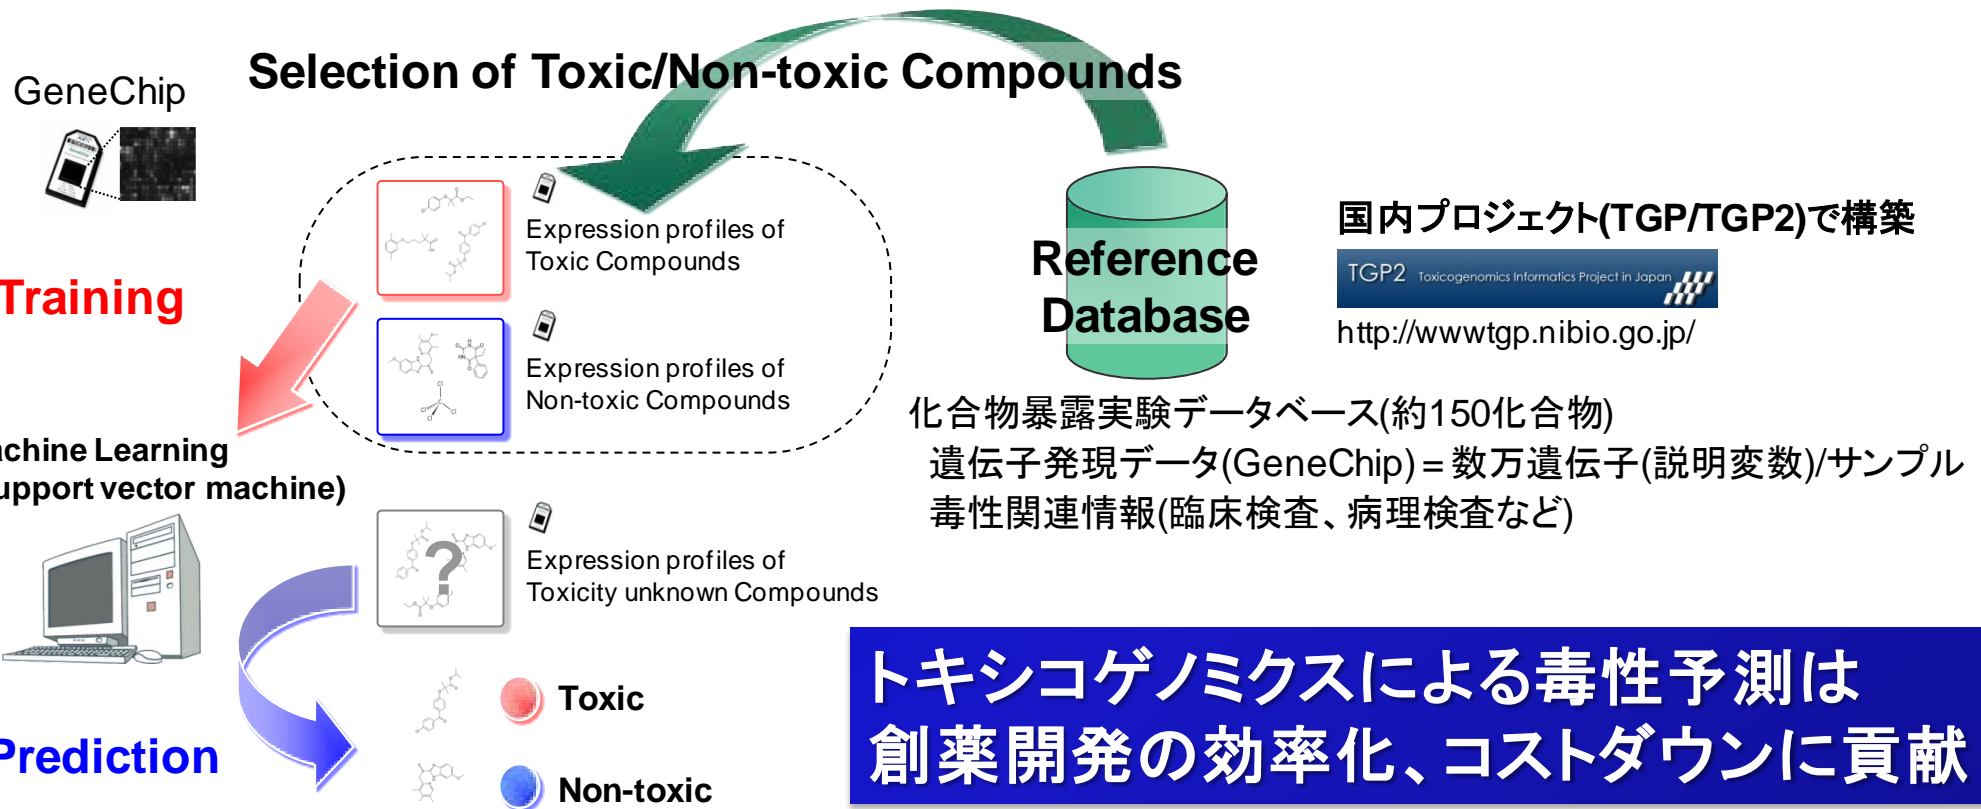 Selection of Toxic/Non-toxic Compounds
GeneChip
Expression profiles of
Toxic Compounds
Training
Expression profiles of
Non-toxic Compounds
achine Learning
upport vector machine)
?
Expression profiles of
Toxicity unknown Compounds
Prediction
Toxic
Non-toxic
Reference
Database
国内プロジェクト(TGP/TGP2)で構築
TGP2 Toxicogenomics Informatics Project in Japan
http://wwwtgp.nibio.go.jp/
化合物暴露実験データベース(約150化合物)
遺伝子発現データ(GeneChip) = 数万遺伝子(説明変数)/サンプル
毒性関連情報(臨床検査、病理検査など)
トキシコゲノミクスによる毒性予測は
創薬開発の効率化、コストダウンに貢献